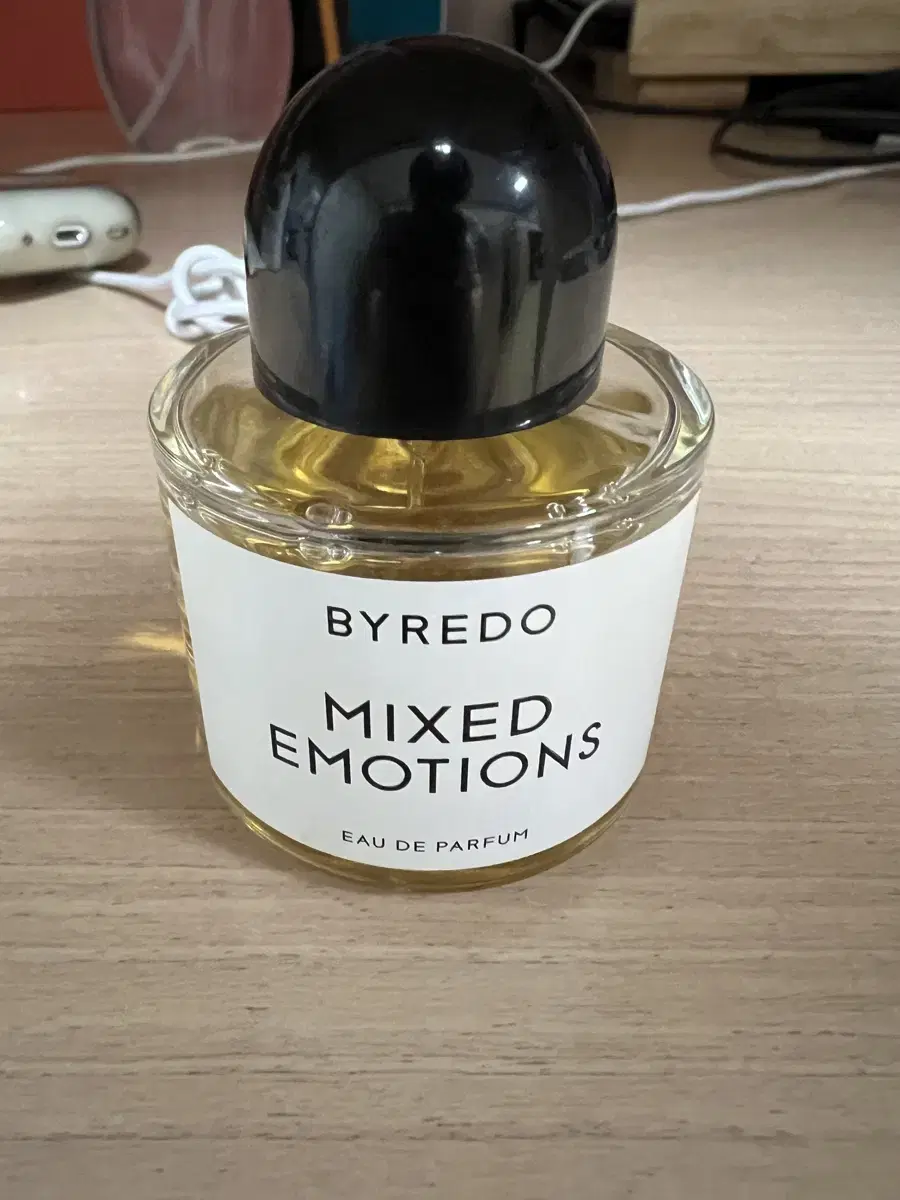 BYREDO
MIXED
EMOTIONS
EAU DE PARFUM